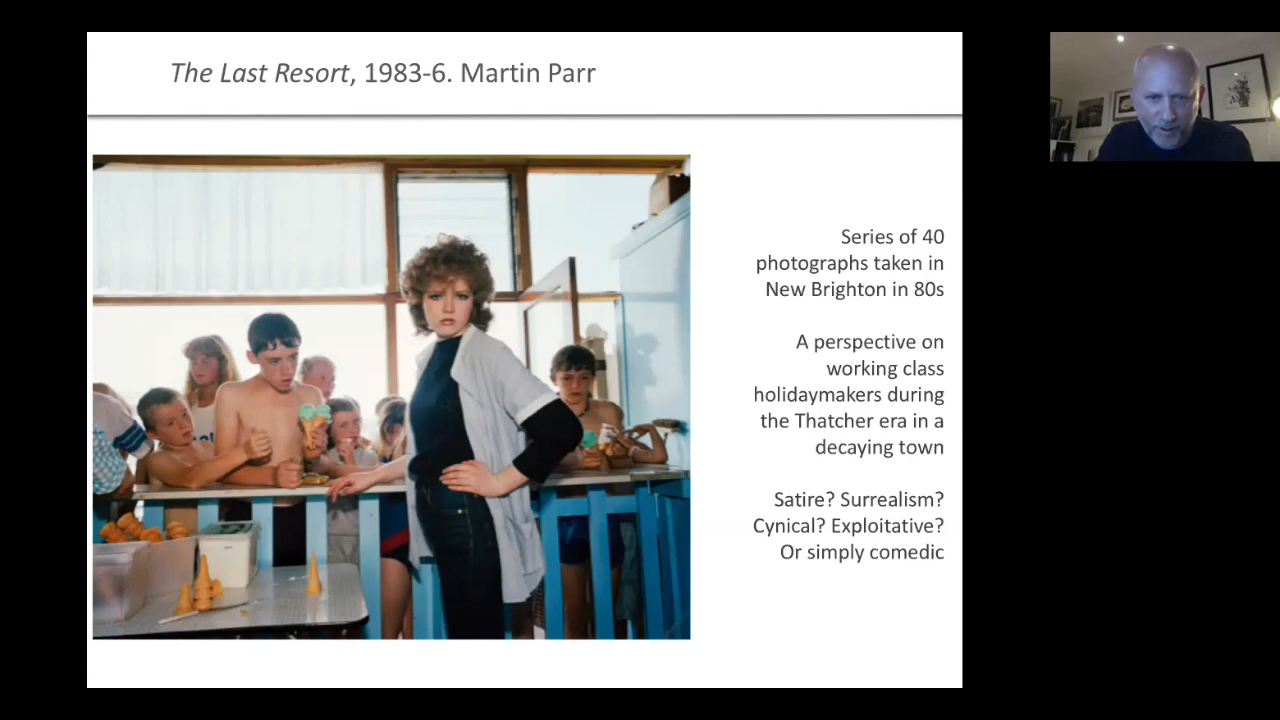 The Last Resort, 1983-6. Martin Parr
Series of 40
photographs taken in
New Brighton in 80s
A perspective on
working class
holidaymakers during
the Thatcher era in a
decaying town
Satire? Surrealism?
Cynical? Exploitative?
Or simply comedic